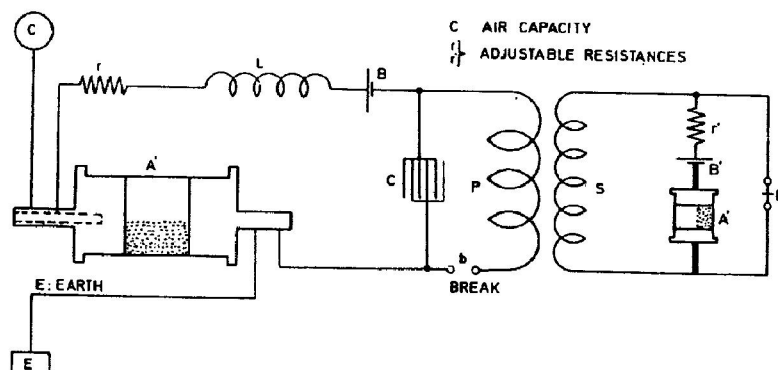 C AIR CAPACITY
r
r' ADJUSTABLE RESISTANCES
C
r
L
B
A'
C
P
S
r'
B'
A'
b
BREAK
E: EARTH
E